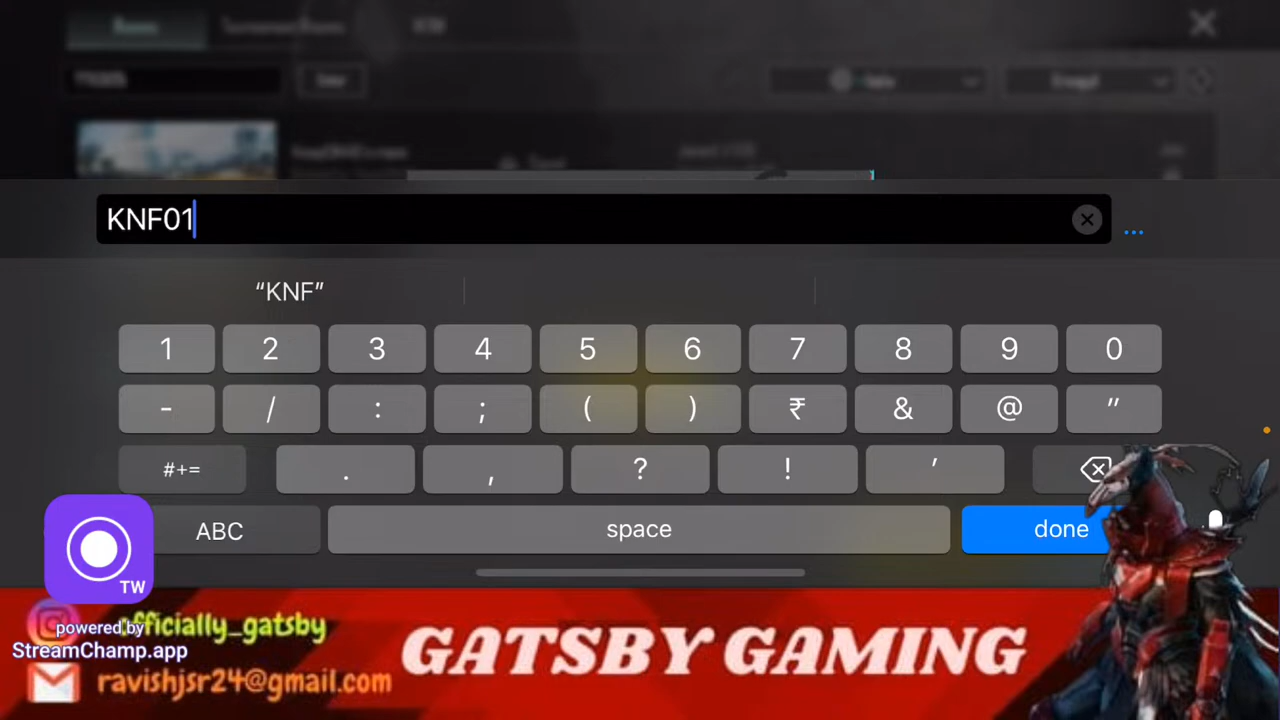 KNF01
...
“KNF”
1 2 3 4 5 6 7 8 9 0
- / : ; ( ) ₹ & @ ”
#+= . , ? ! ’
ABC space done
TW
powered by
StreamChamp.app
officially_gatsby
ravishjsr24@gmail.com
GATSBY GAMING